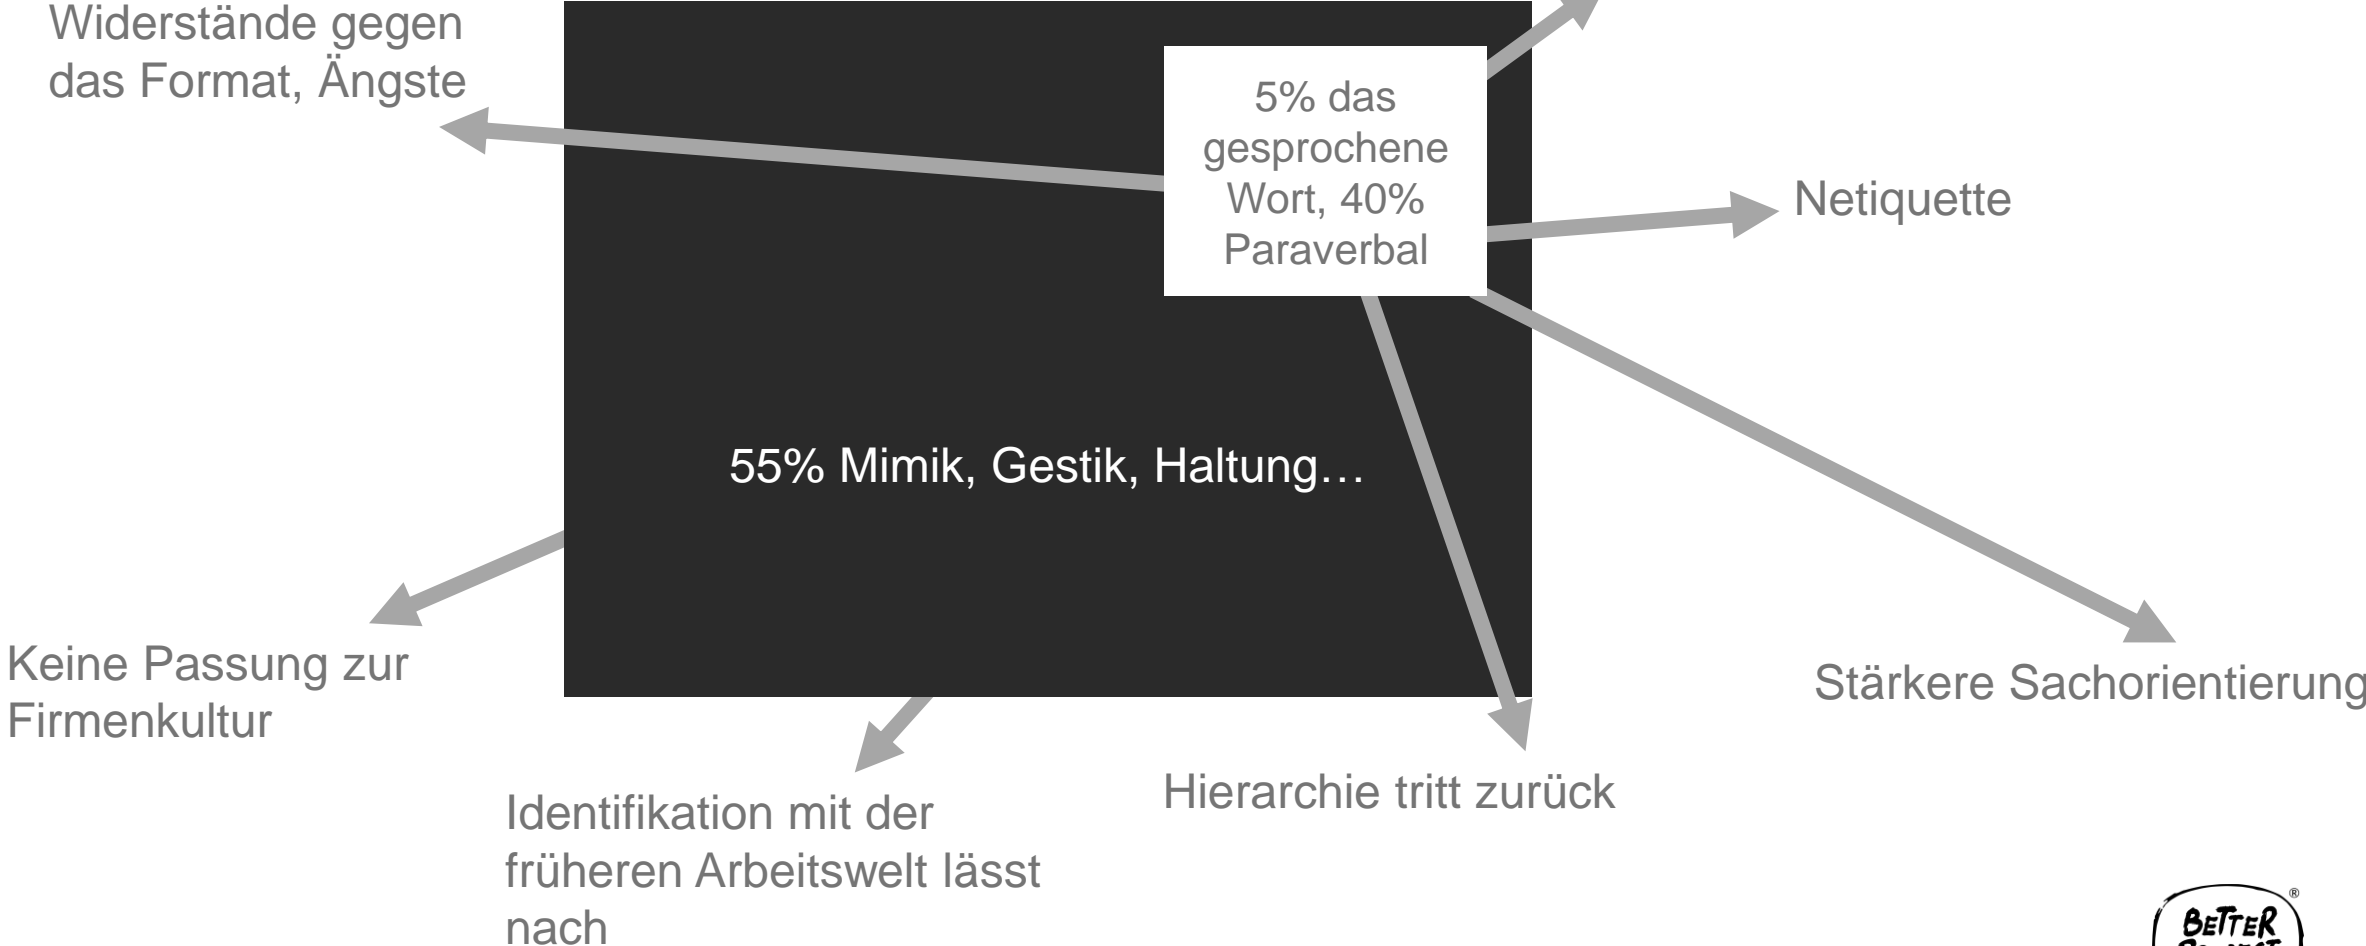 Widerstände gegen
das Format, Ängste
5% das
gesprochene
Wort, 40%
Paraverbal
Netiquette
55% Mimik, Gestik, Haltung…
Keine Passung zur
Firmenkultur
Stärkere Sachorientierung
Hierarchie tritt zurück
Identifikation mit der
früheren Arbeitswelt lässt
nach
BETTER
®